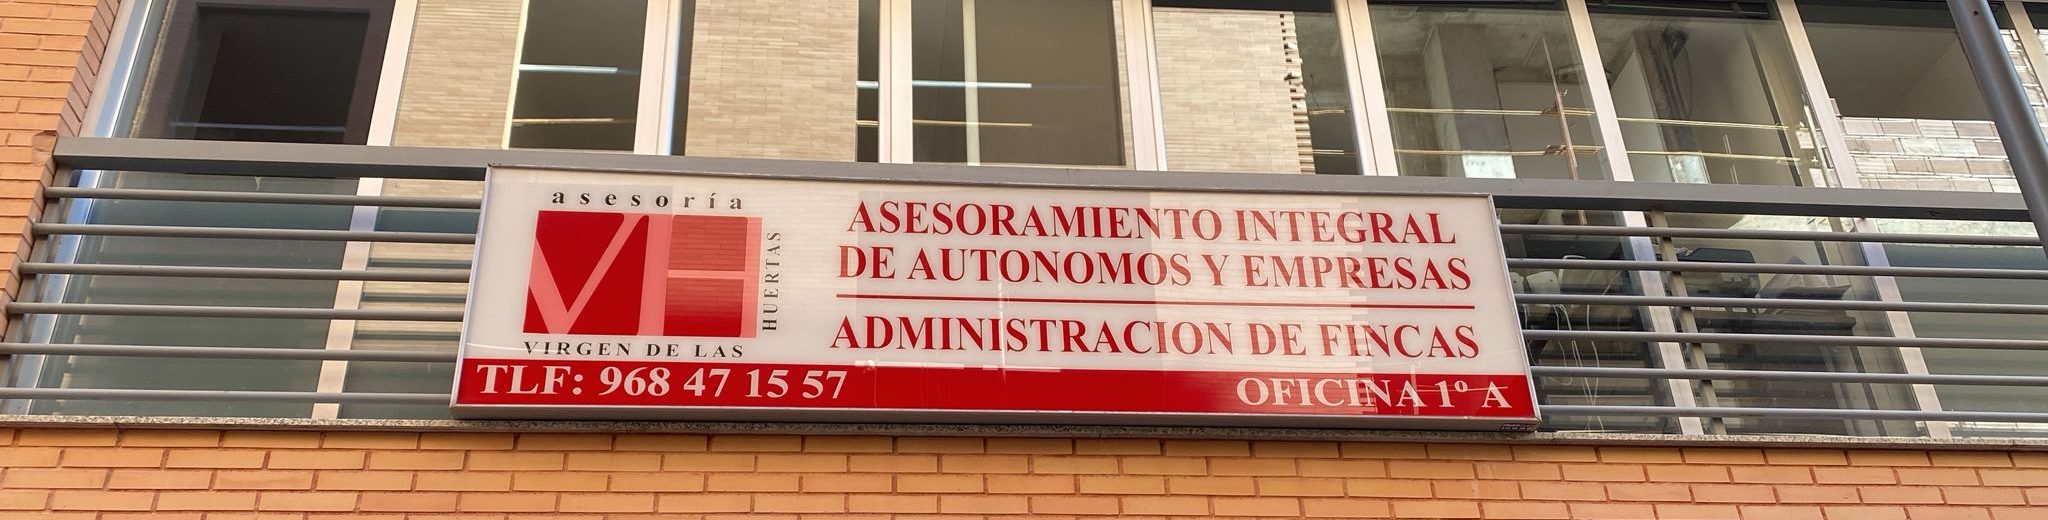 asesoría
VH
VIRGEN DE LAS
HUERTAS
ASESORAMIENTO INTEGRAL
DE AUTONOMOS Y EMPRESAS
ADMINISTRACION DE FINCAS
TLF: 968 47 15 57
OFICINA 1º A